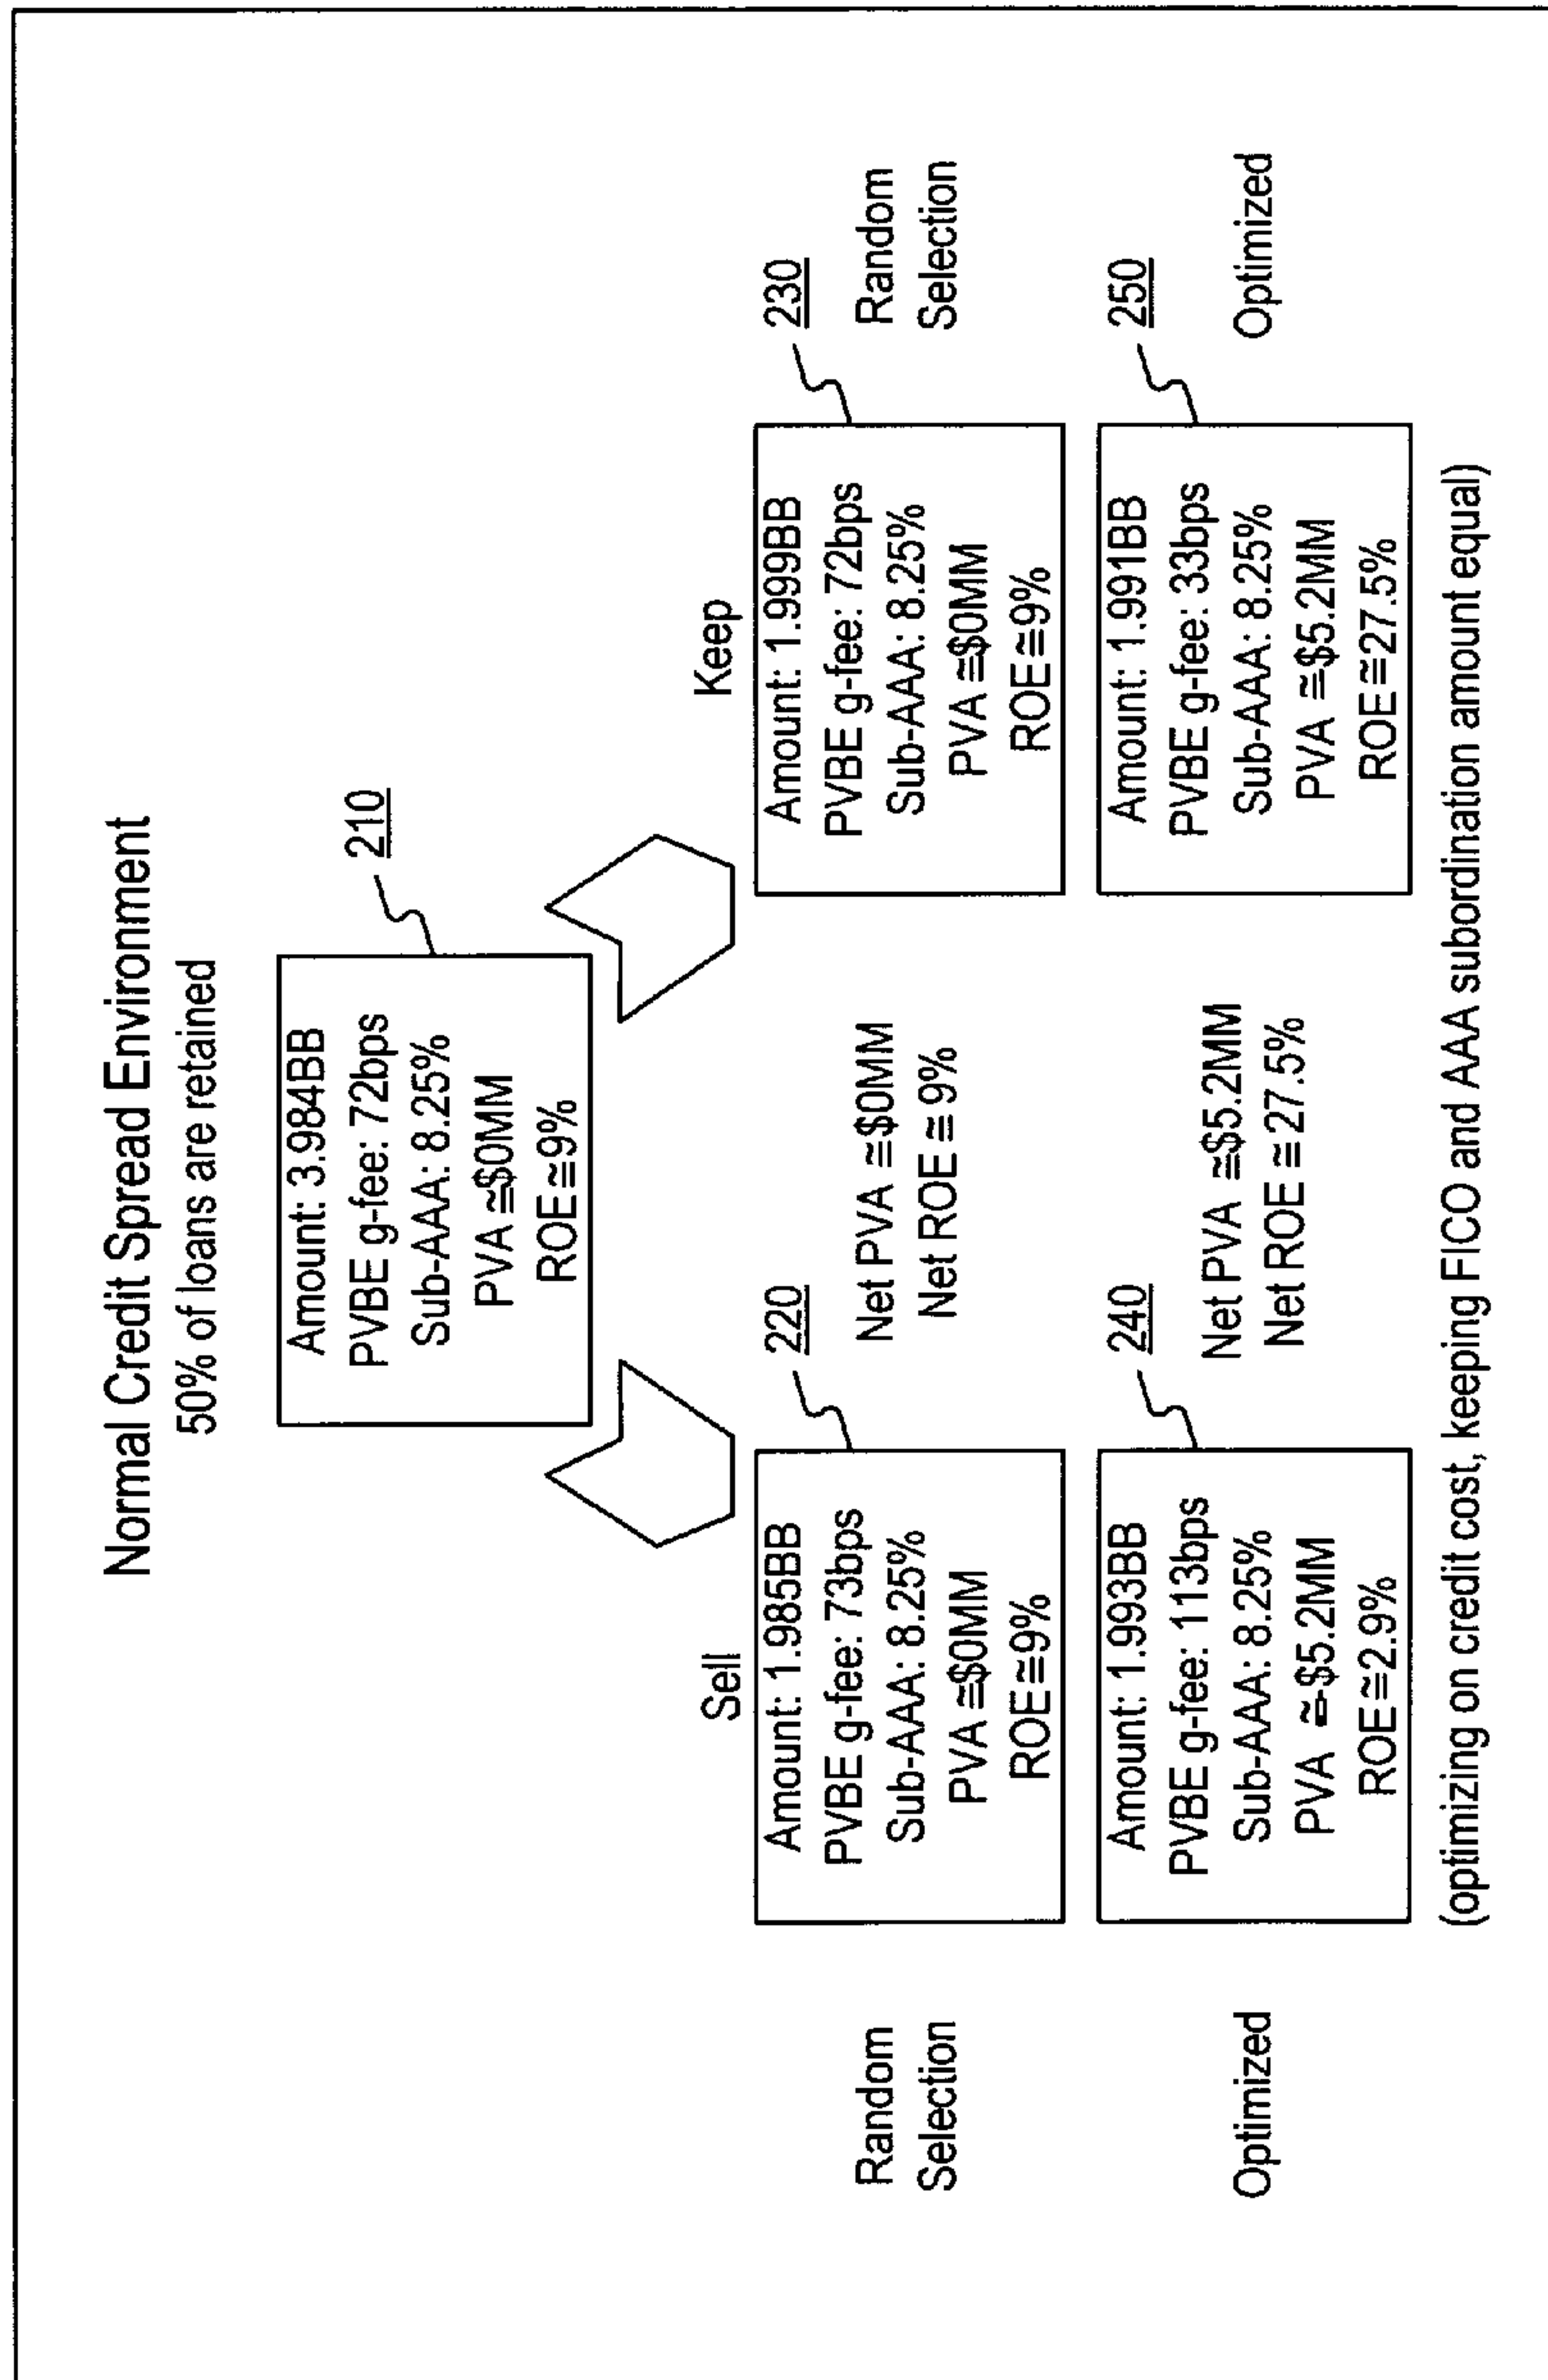 Normal Credit Spread Environment
50% of loans are retained
210
Amount: 3.984BB
PVBE g-fee: 72bps
Sub-AAA: 8.25%
PVA ≅$0MM
ROE≅9%
Sell
Keep
Random
Selection
220
Amount: 1.985BB
PVBE g-fee: 73bps
Sub-AAA: 8.25%
PVA ≅$0MM
ROE≅9%
Net PVA ≅$0MM
Net ROE ≅ 9%
230
Amount: 1.999BB
PVBE g-fee: 72bps
Sub-AAA: 8.25%
PVA ≅$0MM
ROE≅9%
Random
Selection
Optimized
240
Amount: 1.993BB
PVBE g-fee: 113bps
Sub-AAA: 8.25%
PVA ≅-$5.2MM
ROE≅2.9%
Net PVA ≅$5.2MM
Net ROE ≅ 27.5%
250
Amount: 1.991BB
PVBE g-fee: 33bps
Sub-AAA: 8.25%
PVA ≅$5.2MM
ROE≅27.5%
Optimized
(optimizing on credit cost, keeping FICO and AAA subordination amount equal)